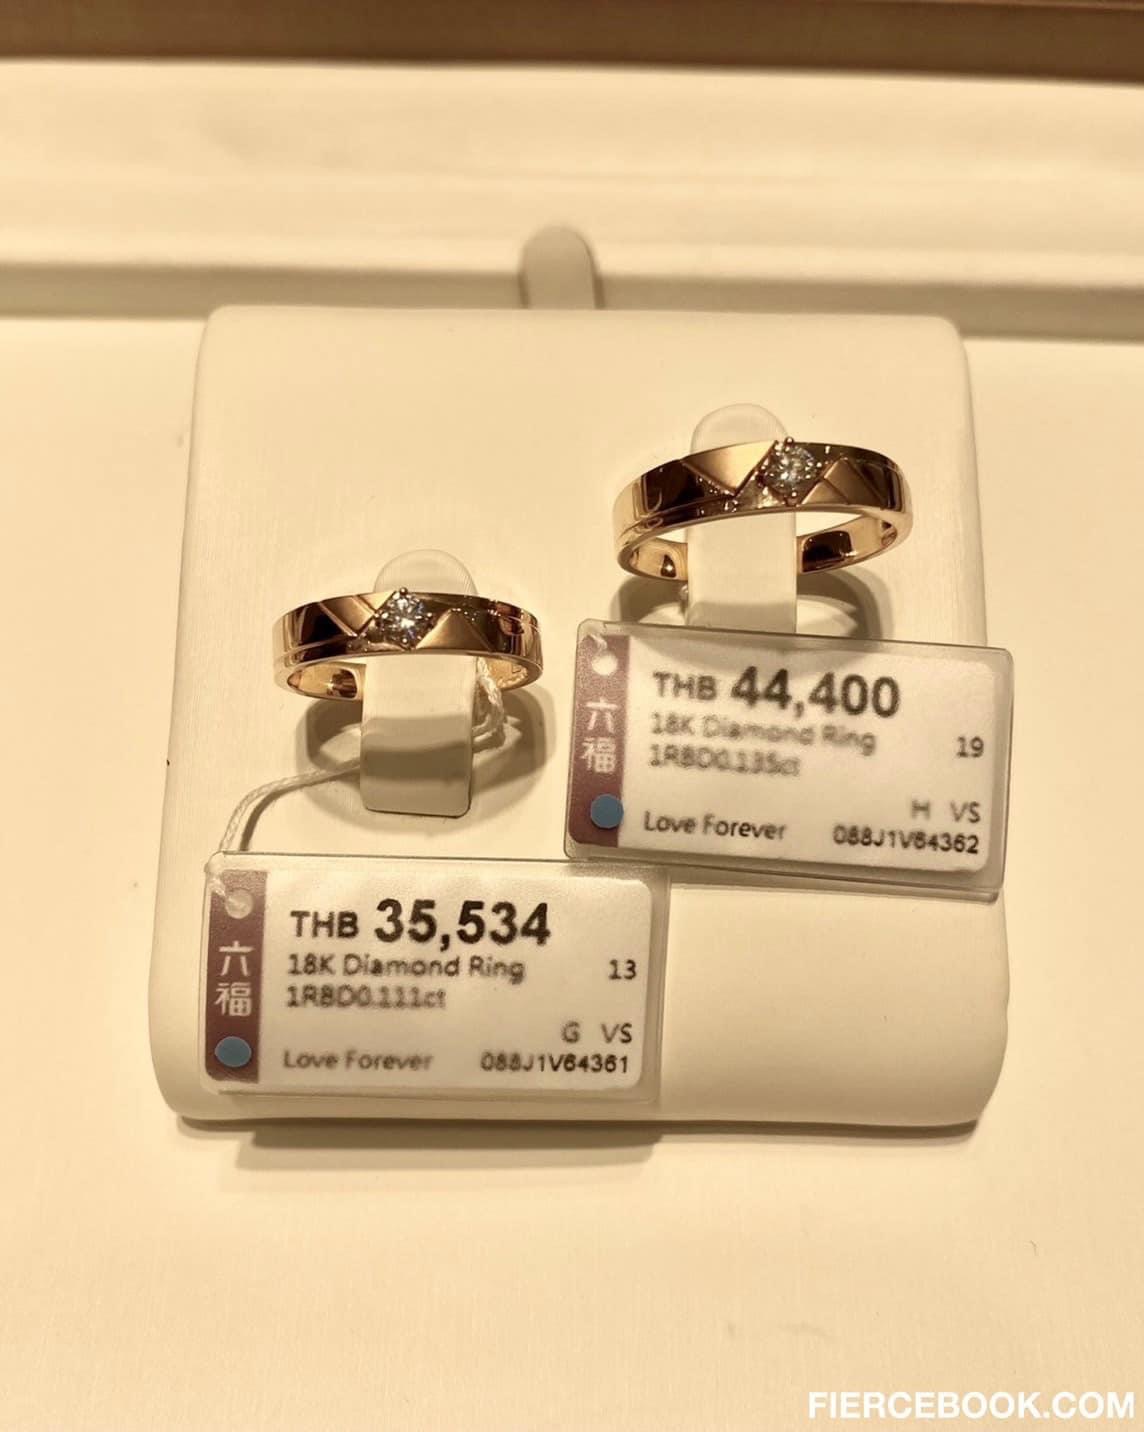 六福
THB 44,400
18K Diamond Ring 19
1RBD0.135ct
H VS
Love Forever 088J1V64362
六福
THB 35,534
18K Diamond Ring 13
1RBD0.111ct
G VS
Love Forever 088J1V64361
FIERCEBOOK.COM